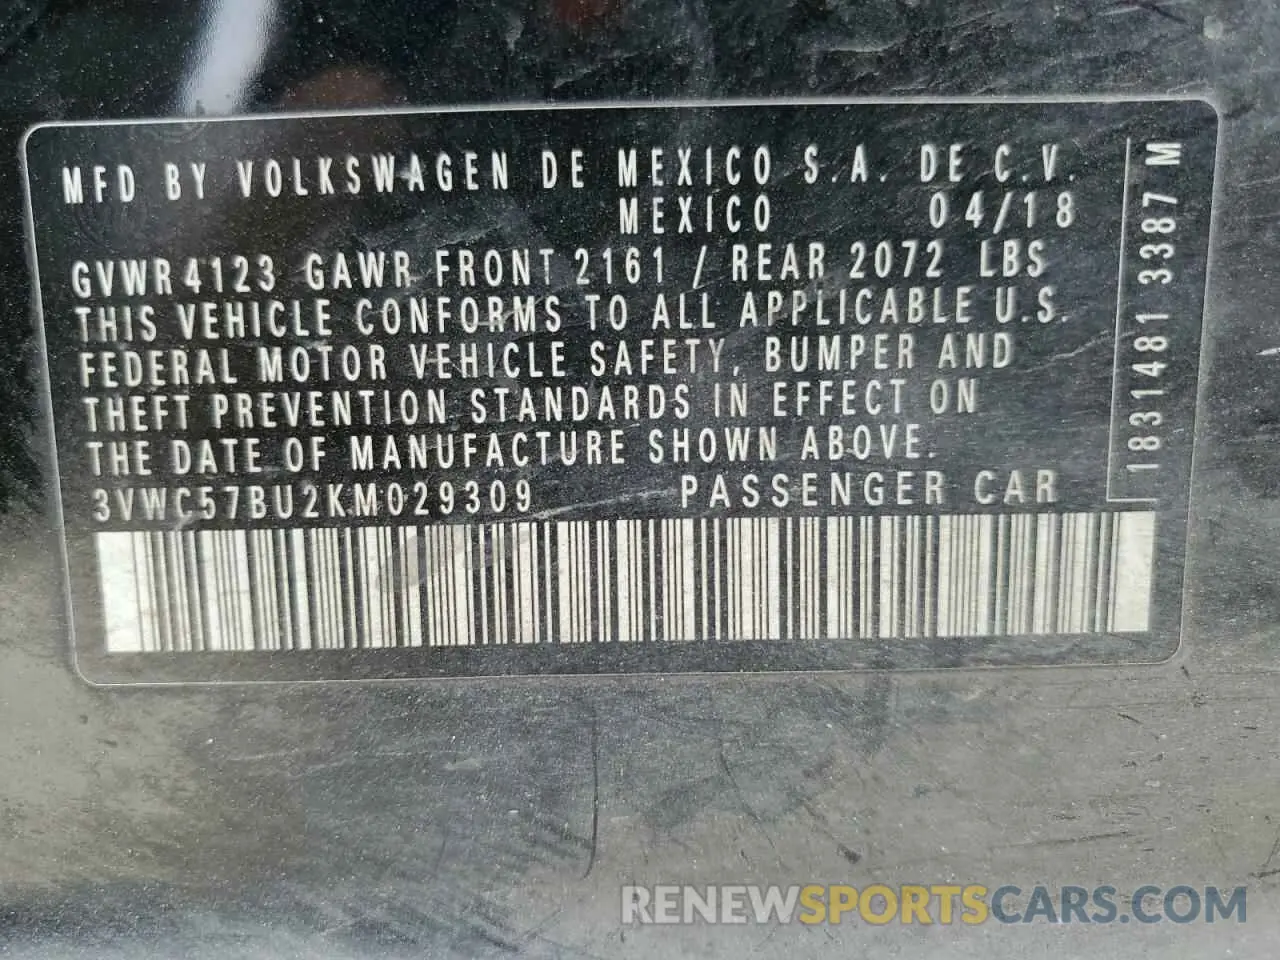 MFD BY VOLKSWAGEN DE MEXICO S.A. DE C.V.
MEXICO 04/18
GVWR 4123 GAWR FRONT 2161 / REAR 2072 LBS
THIS VEHICLE CONFORMS TO ALL APPLICABLE U.S.
FEDERAL MOTOR VEHICLE SAFETY, BUMPER AND
THEFT PREVENTION STANDARDS IN EFFECT ON
THE DATE OF MANUFACTURE SHOWN ABOVE.
3VWC57BU2KM029309 PASSENGER CAR
1831481 3387 M
RENEWSPORTSCARS.COM